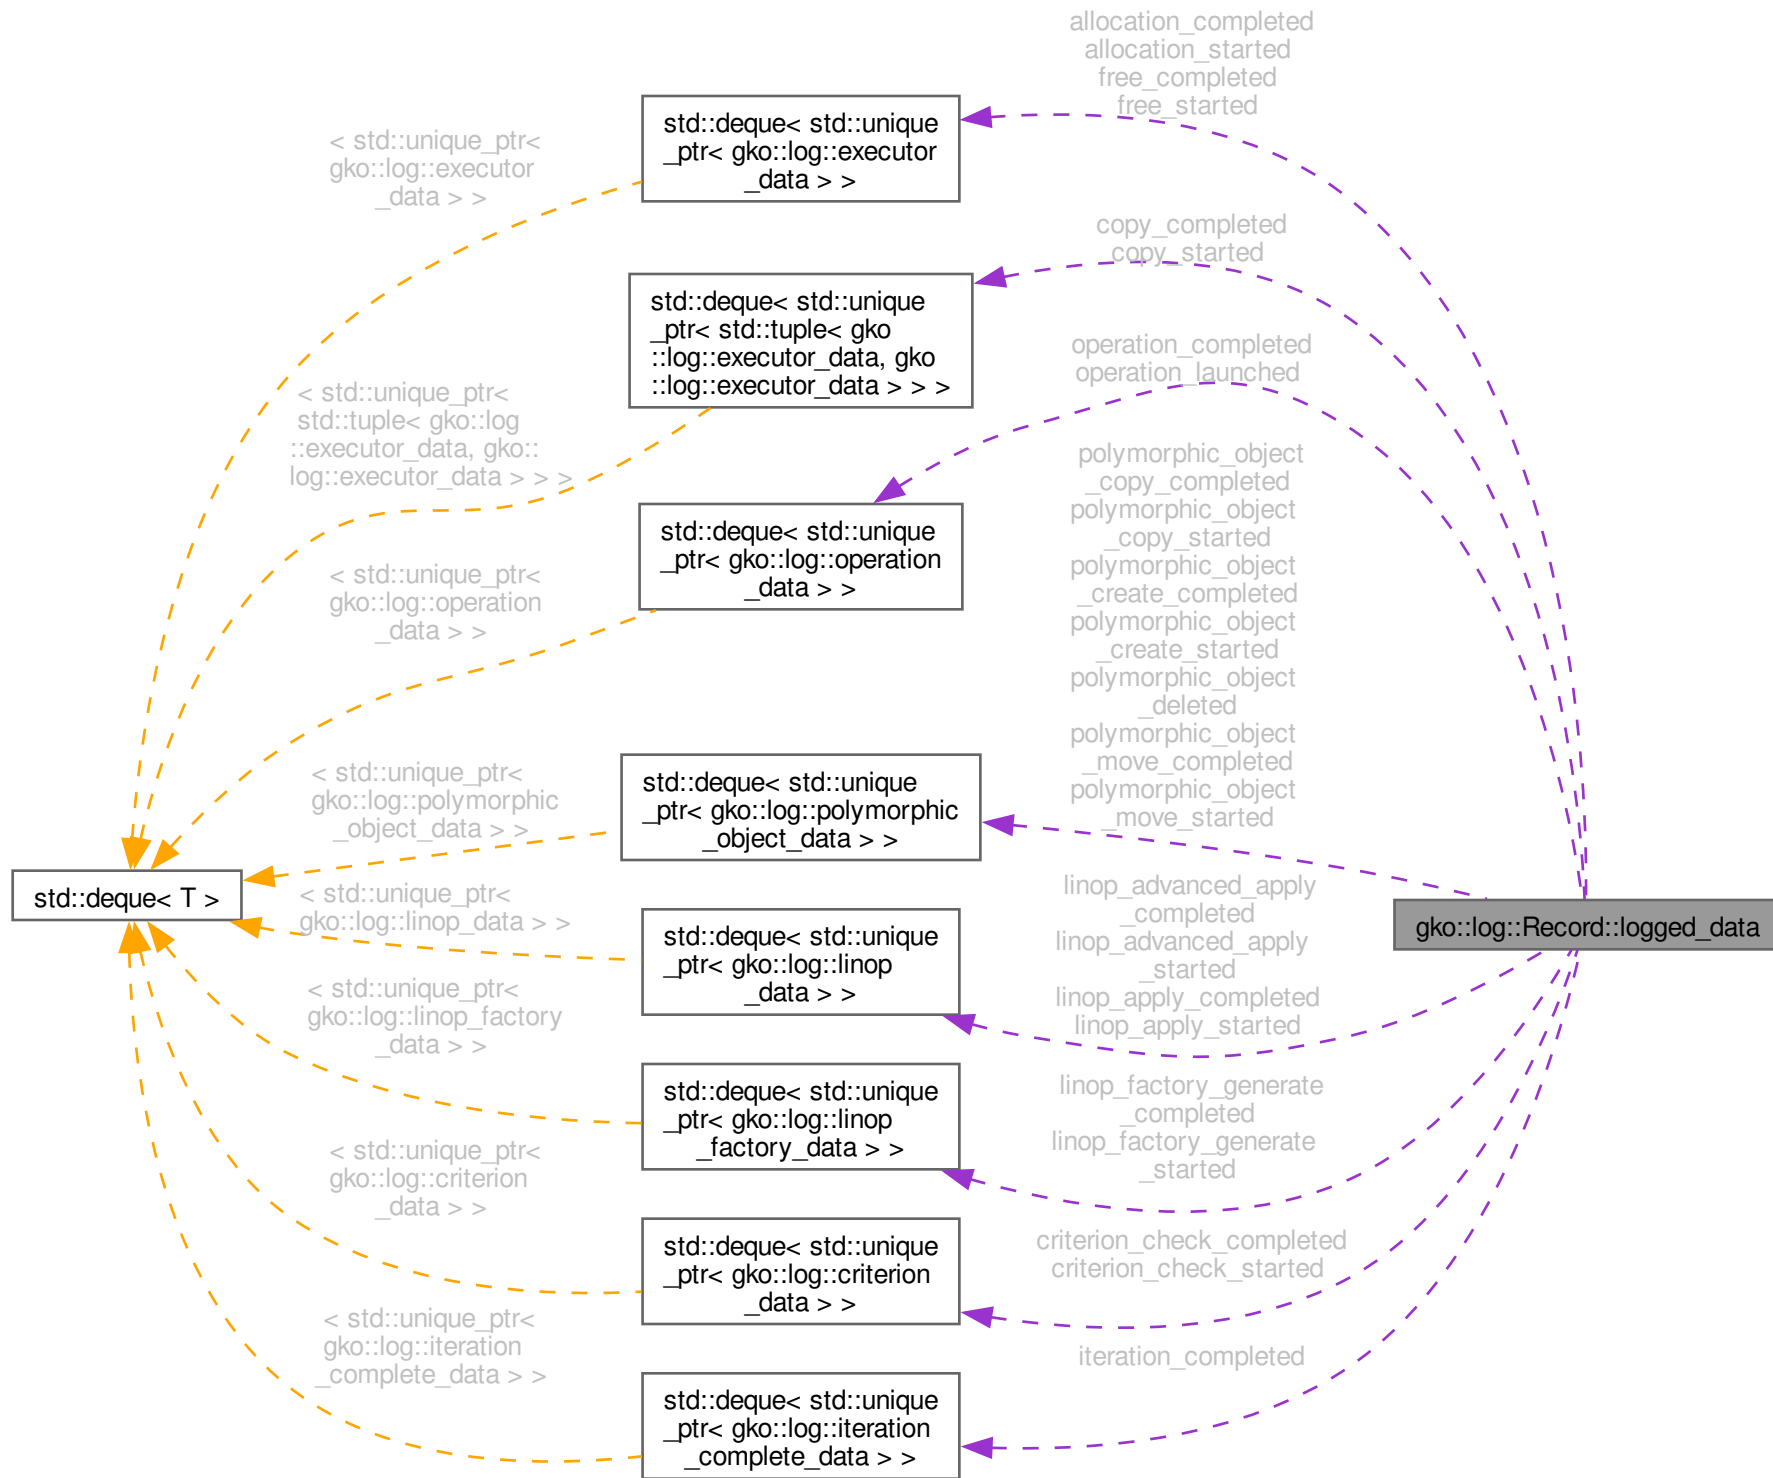 allocation_completed
allocation_started
free_completed
free_started
std::deque< std::unique
_ptr< gko::log::executor
_data > >
< std::unique_ptr<
gko::log::executor
_data > >
copy_completed
copy_started
std::deque< std::unique
_ptr< std::tuple< gko
::log::executor_data, gko
::log::executor_data > > >
< std::unique_ptr<
std::tuple< gko::log
::executor_data, gko::
log::executor_data > > >
operation_completed
operation_launched
std::deque< std::unique
_ptr< gko::log::operation
_data > >
< std::unique_ptr<
gko::log::operation
_data > >
polymorphic_object
_copy_completed
polymorphic_object
_copy_started
polymorphic_object
_create_completed
polymorphic_object
_create_started
polymorphic_object
_deleted
polymorphic_object
_move_completed
polymorphic_object
_move_started
std::deque< std::unique
_ptr< gko::log::polymorphic
_object_data > >
< std::unique_ptr<
gko::log::polymorphic
_object_data > >
std::deque< T >
< std::unique_ptr<
gko::log::linop_data > >
std::deque< std::unique
_ptr< gko::log::linop
_data > >
linop_advanced_apply
_completed
linop_advanced_apply
_started
linop_apply_completed
linop_apply_started
gko::log::Record::logged_data
< std::unique_ptr<
gko::log::linop_factory
_data > >
std::deque< std::unique
_ptr< gko::log::linop
_factory_data > >
linop_factory_generate
_completed
linop_factory_generate
_started
< std::unique_ptr<
gko::log::criterion
_data > >
std::deque< std::unique
_ptr< gko::log::criterion
_data > >
criterion_check_completed
criterion_check_started
< std::unique_ptr<
gko::log::iteration
_complete_data > >
std::deque< std::unique
_ptr< gko::log::iteration
_complete_data > >
iteration_completed